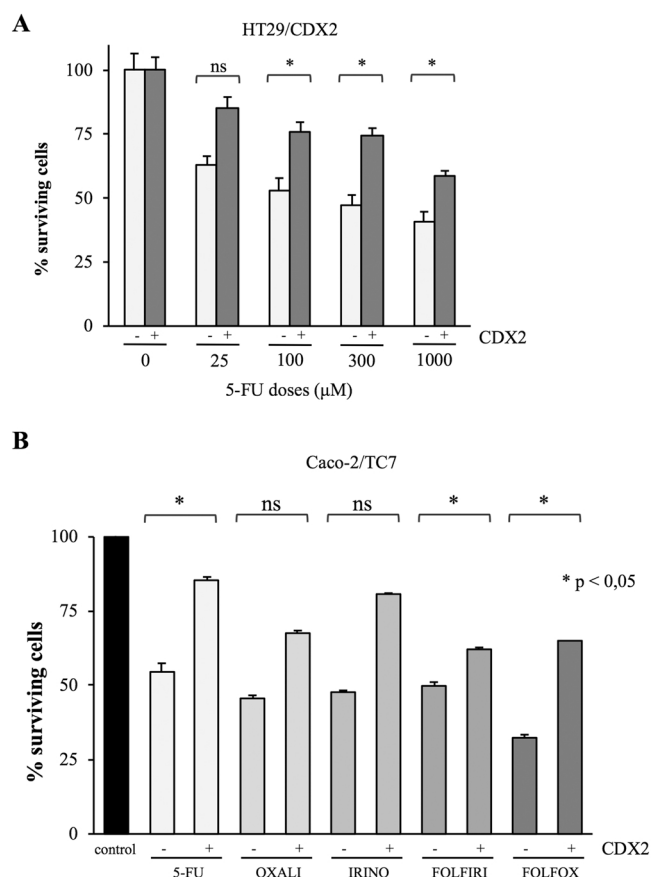 A
HT29/CDX2
ns * * *
100
75
50
25
0
% surviving cells
- + - + - + - + - + CDX2
0 25 100 300 1000
5-FU doses (µM)
B
Caco-2/TC7
* ns ns * *
100
75
50
25
0
% surviving cells
* p < 0,05
control - + - + - + - + - + CDX2
5-FU OXALI IRINO FOLFIRI FOLFOX